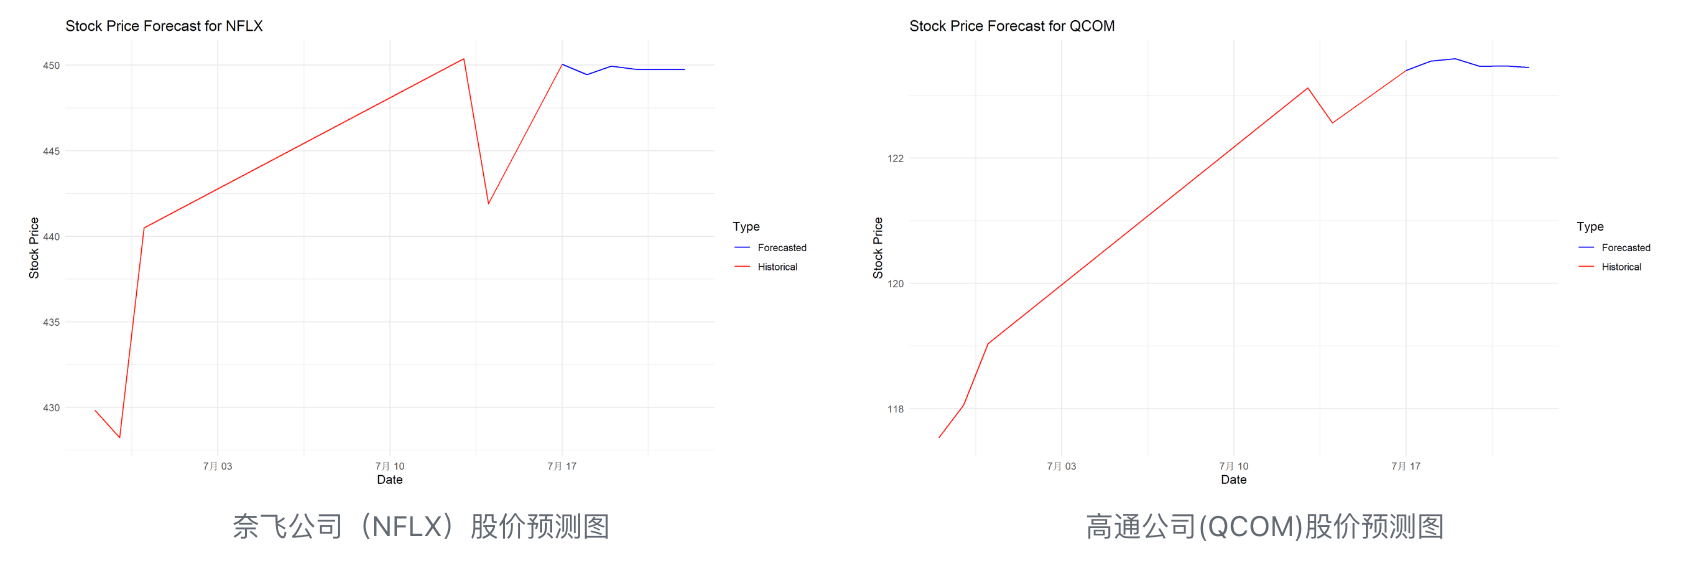 Stock Price Forecast for NFLX
450
445
440
435
430
Stock Price
7月 03
7月 10
7月 17
Date
Type
Forecasted
Historical
奈飞公司（NFLX）股价预测图
Stock Price Forecast for QCOM
122
120
118
Stock Price
7月 03
7月 10
7月 17
Date
Type
Forecasted
Historical
高通公司(QCOM)股价预测图